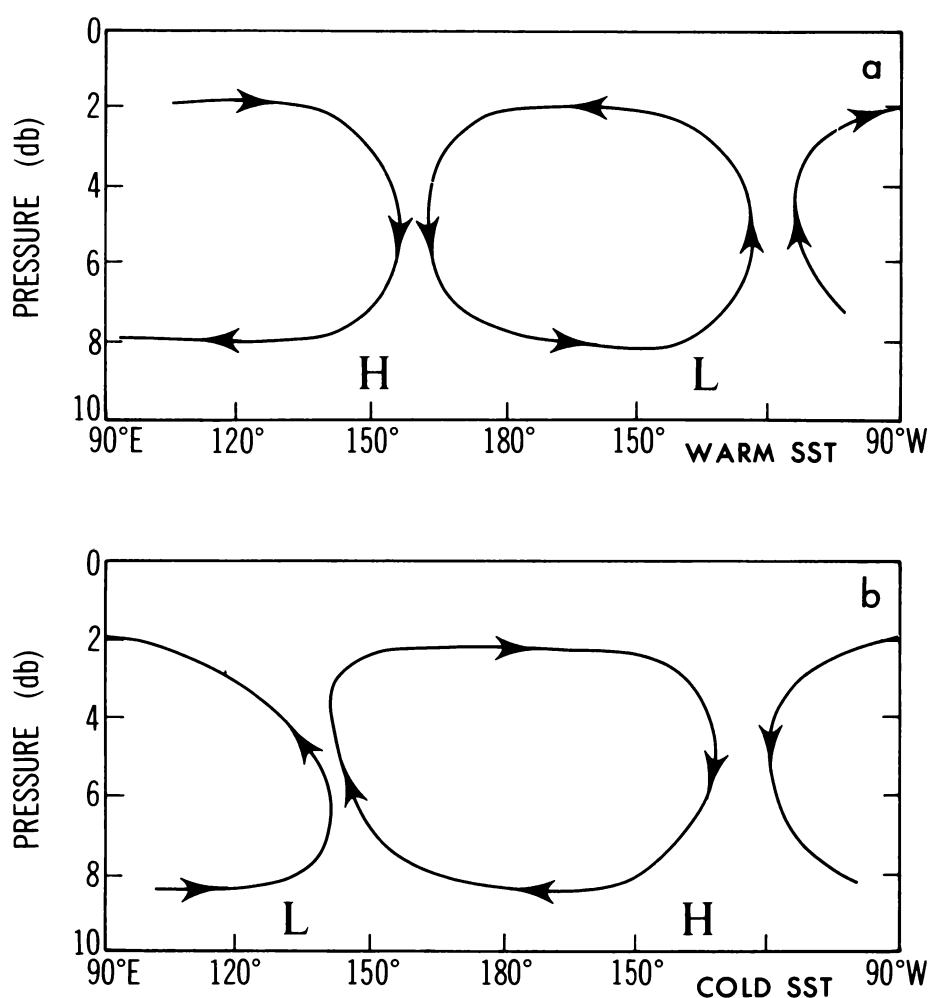 0
a
2
4
PRESSURE (db)
6
8
H L
10
90°E 120° 150° 180° 150° WARM SST 90°W
0
b
2
4
PRESSURE (db)
6
8
L H
10
90°E 120° 150° 180° 150° COLD SST 90°W